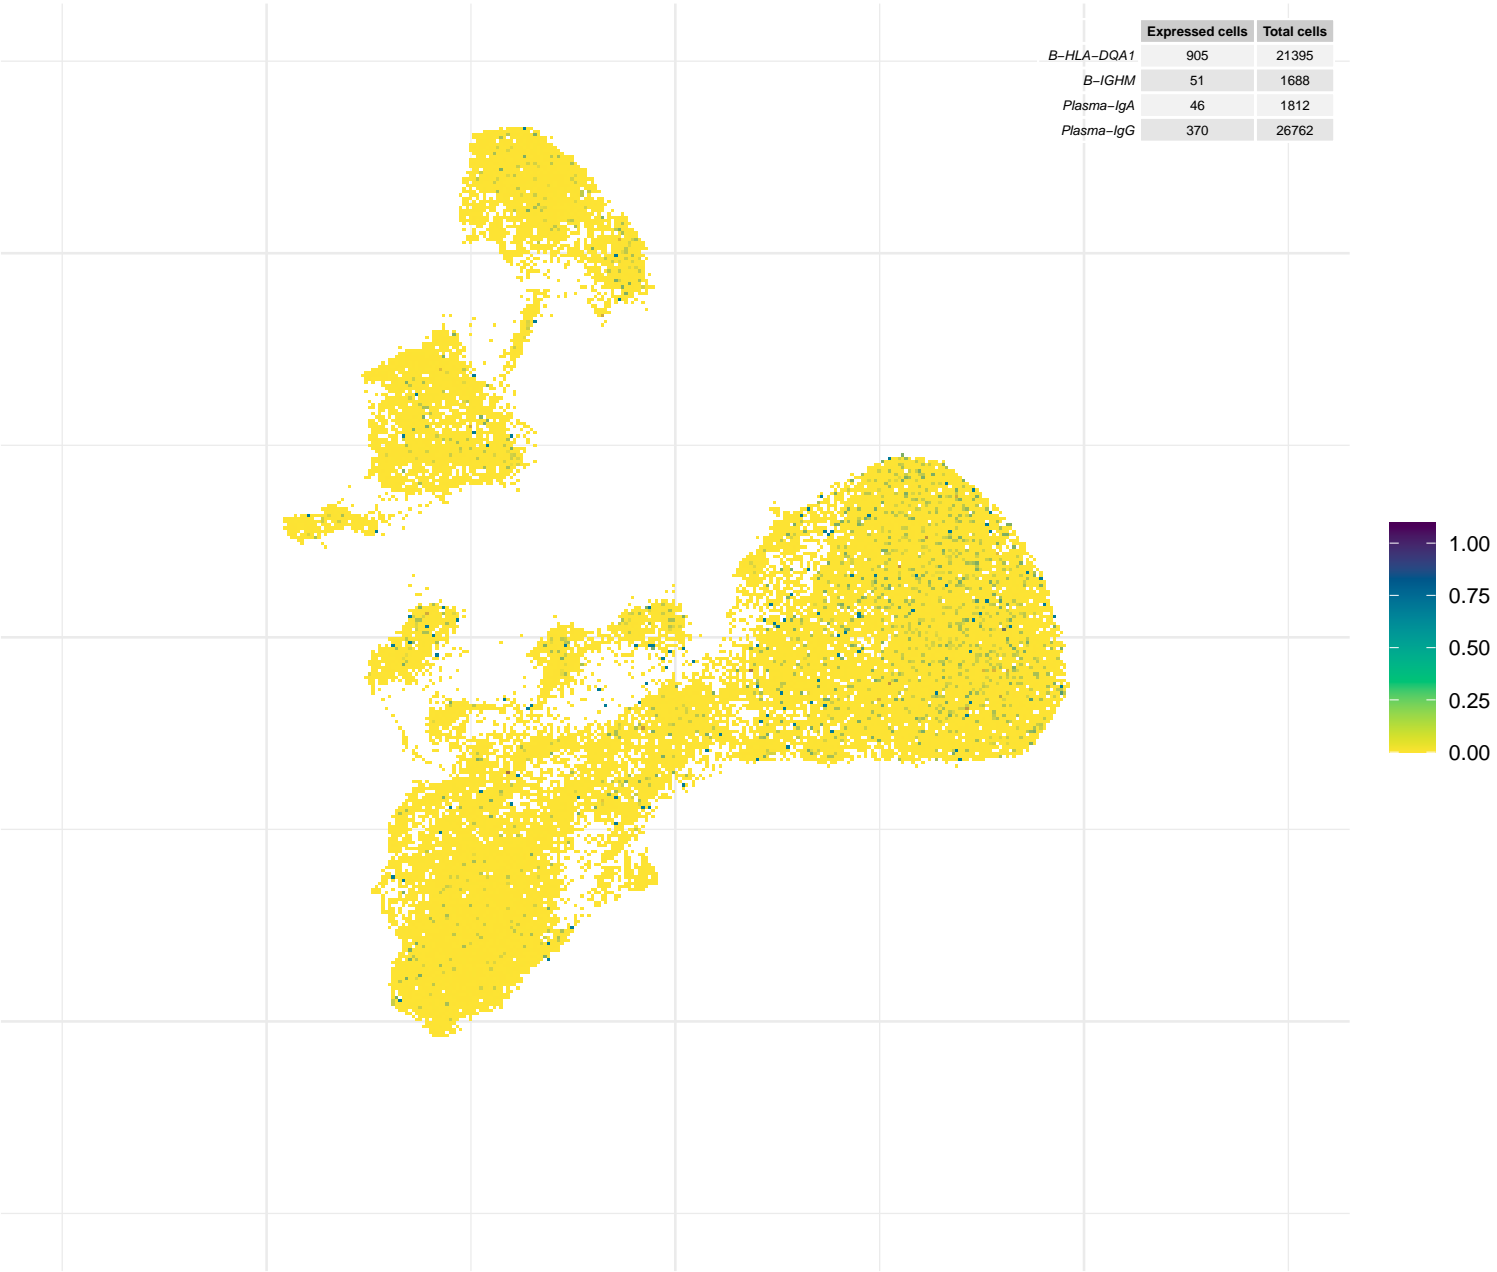 Expressed cells Total cells
B−HLA−DQA1 905 21395
B−IGHM 51 1688
Plasma−IgA 46 1812
Plasma−IgG 370 26762
1.00
0.75
0.50
0.25
0.00